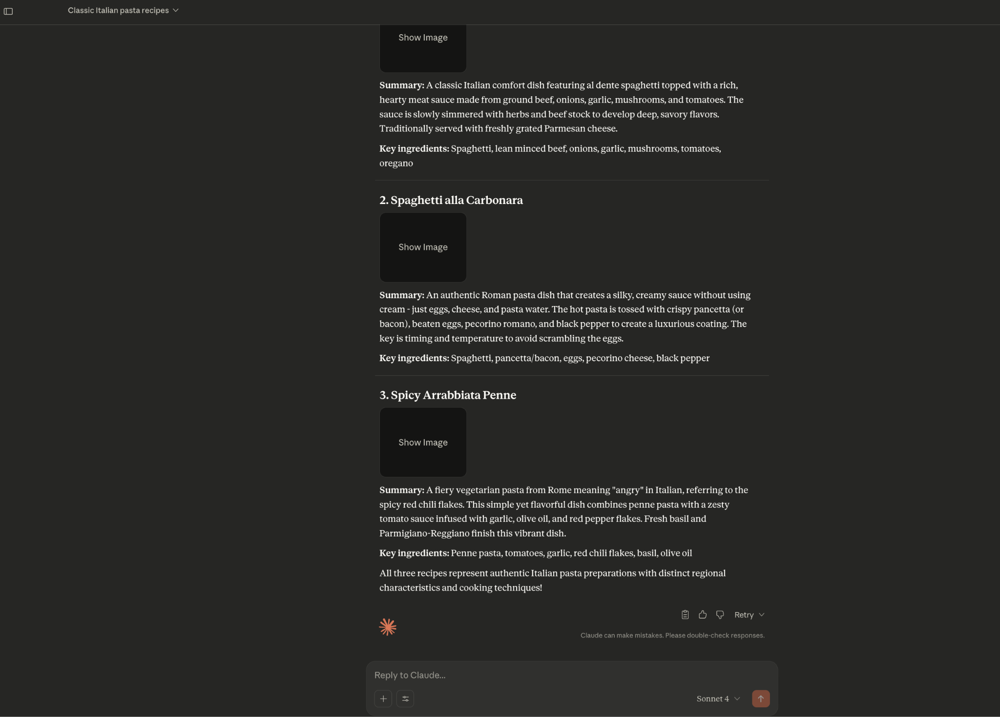 Classic Italian pasta recipes
Show Image
Summary: A classic Italian comfort dish featuring al dente spaghetti topped with a rich,
hearty meat sauce made from ground beef, onions, garlic, mushrooms, and tomatoes. The
sauce is slowly simmered with herbs and beef stock to develop deep, savory flavors.
Traditionally served with freshly grated Parmesan cheese.
Key ingredients: Spaghetti, lean minced beef, onions, garlic, mushrooms, tomatoes,
oregano
2. Spaghetti alla Carbonara
Show Image
Summary: An authentic Roman pasta dish that creates a silky, creamy sauce without using
cream - just eggs, cheese, and pasta water. The hot pasta is tossed with crispy pancetta (or
bacon), beaten eggs, pecorino romano, and black pepper to create a luxurious coating. The
key is timing and temperature to avoid scrambling the eggs.
Key ingredients: Spaghetti, pancetta/bacon, eggs, pecorino cheese, black pepper
3. Spicy Arrabbiata Penne
Show Image
Summary: A fiery vegetarian pasta from Rome meaning "angry" in Italian, referring to the
spicy red chili flakes. This simple yet flavorful dish combines penne pasta with a zesty
tomato sauce infused with garlic, olive oil, and red pepper flakes. Fresh basil and
Parmigiano-Reggiano finish this vibrant dish.
Key ingredients: Penne pasta, tomatoes, garlic, red chili flakes, basil, olive oil
All three recipes represent authentic Italian pasta preparations with distinct regional
characteristics and cooking techniques!
Retry
Claude can make mistakes. Please double-check responses.
Reply to Claude...
Sonnet 4